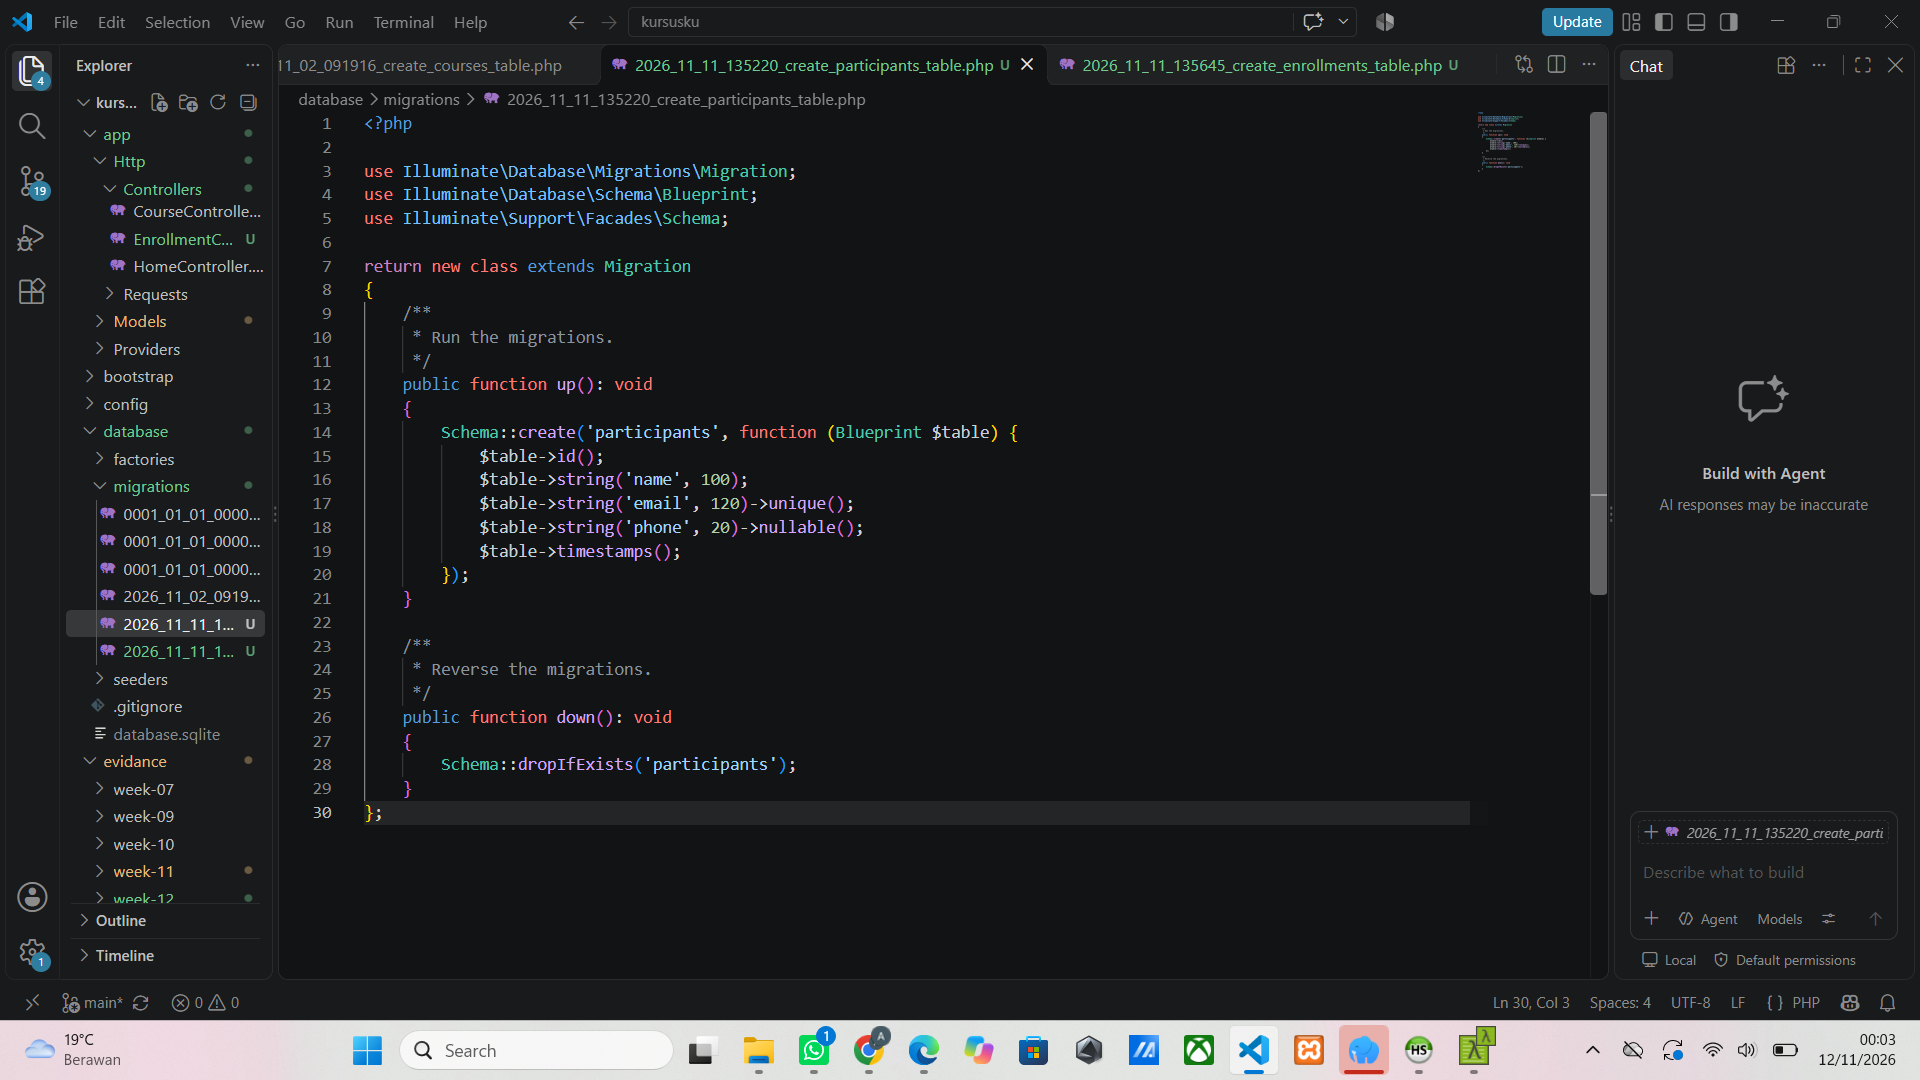 File Edit Selection View Go Run Terminal Help
kursusku
Update
Explorer
kurs...
app
Http
Controllers
CourseControlle...
EnrollmentC... U
HomeController....
Requests
Models
Providers
bootstrap
config
database
factories
migrations
0001_01_01_0000...
0001_01_01_0000...
0001_01_01_0000...
2026_11_02_0919...
2026_11_11_1... U
2026_11_11_1... U
seeders
.gitignore
database.sqlite
evidance
week-07
week-09
week-10
week-11
week-12
Outline
Timeline
4
19
1
11_02_091916_create_courses_table.php
2026_11_11_135220_create_participants_table.php U
2026_11_11_135645_create_enrollments_table.php U
database > migrations > 2026_11_11_135220_create_participants_table.php
1 <?php
2
3 use Illuminate\Database\Migrations\Migration;
4 use Illuminate\Database\Schema\Blueprint;
5 use Illuminate\Support\Facades\Schema;
6
7 return new class extends Migration
8 {
9 /**
10 * Run the migrations.
11 */
12 public function up(): void
13 {
14 Schema::create('participants', function (Blueprint $table) {
15 $table->id();
16 $table->string('name', 100);
17 $table->string('email', 120)->unique();
18 $table->string('phone', 20)->nullable();
19 $table->timestamps();
20 });
21 }
22
23 /**
24 * Reverse the migrations.
25 */
26 public function down(): void
27 {
28 Schema::dropIfExists('participants');
29 }
30 };
Chat
Build with Agent
AI responses may be inaccurate
2026_11_11_135220_create_parti
Describe what to build
Agent Models
Local Default permissions
main* 0 0
Ln 30, Col 3 Spaces: 4 UTF-8 LF { } PHP
19°C
Berawan
Search
1
A
HS
00:03
12/11/2026